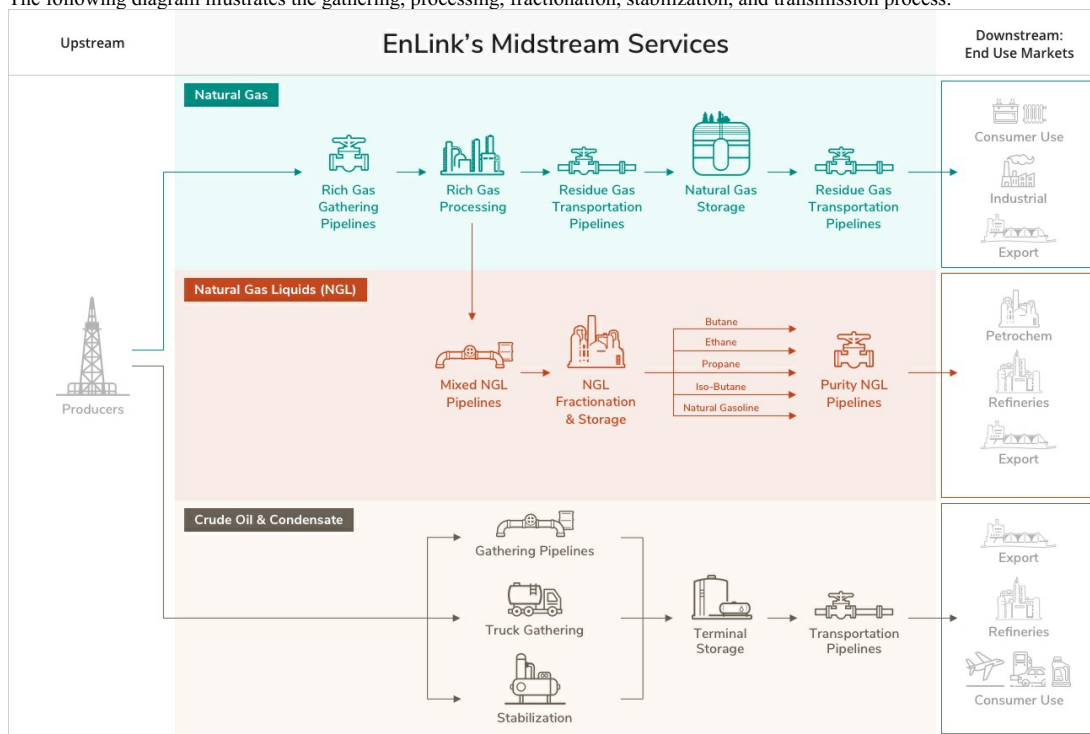 The following diagram illustrates the gathering, processing, fractionation, stabilization, and transmission process:
Upstream
EnLink's Midstream Services
Downstream:
End Use Markets
Natural Gas
Rich Gas
Gathering
Pipelines
Rich Gas
Processing
Residue Gas
Transportation
Pipelines
Natural Gas
Storage
Residue Gas
Transportation
Pipelines
Consumer Use
Industrial
Export
Producers
Natural Gas Liquids (NGL)
Mixed NGL
Pipelines
NGL
Fractionation
& Storage
Butane
Ethane
Propane
Iso-Butane
Natural Gasoline
Purity NGL
Pipelines
Petrochem
Refineries
Export
Crude Oil & Condensate
Gathering Pipelines
Truck Gathering
Stabilization
Terminal
Storage
Transportation
Pipelines
Export
Refineries
Consumer Use